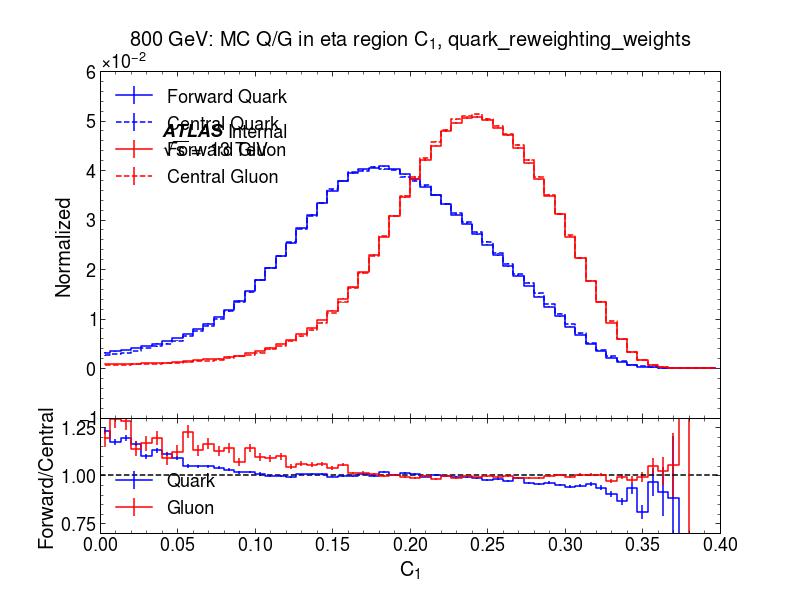 800 GeV: MC Q/G in eta region C₁, quark_reweighting_weights
×10⁻²
6
5
4
3
2
1
0
−1
Normalized
Forward Quark
Central Quark
ATLAS Internal
√s = 13 TeV
Forward Gluon
Central Gluon
1.25
1.00
0.75
Forward/Central
Quark
Gluon
0.00 0.05 0.10 0.15 0.20 0.25 0.30 0.35 0.40
C₁